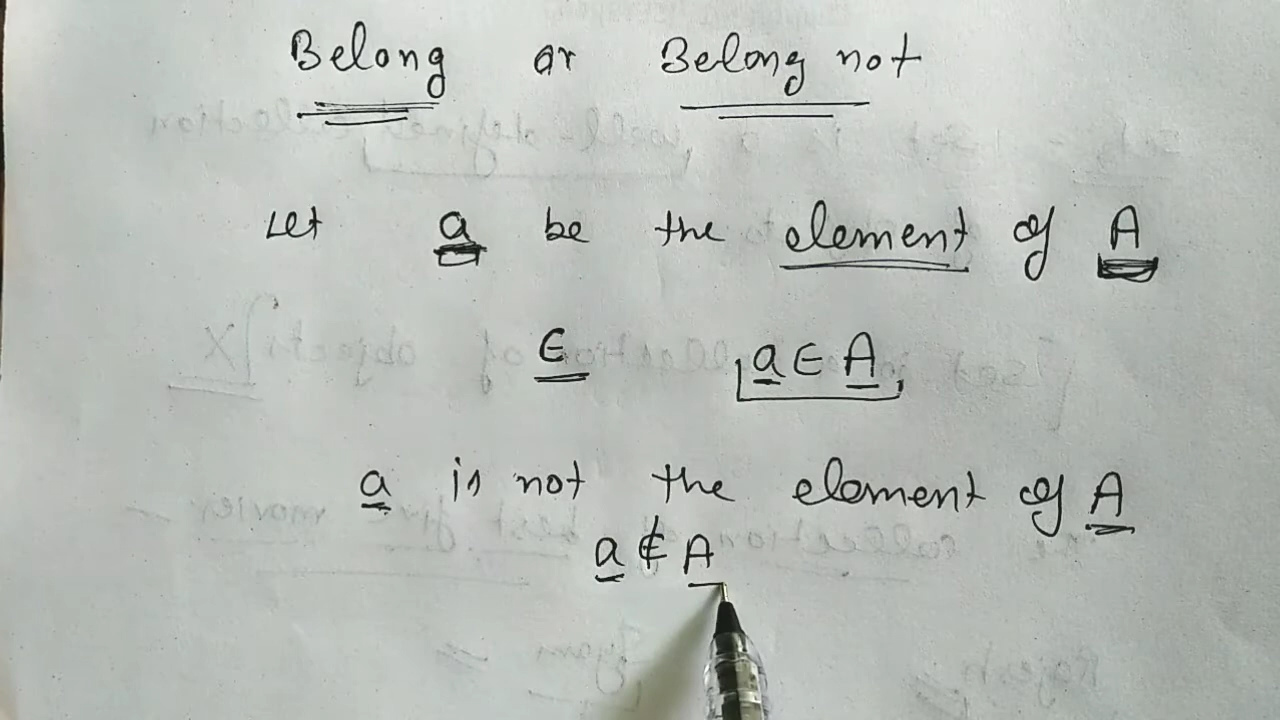 Belong or Belong not
Let a be the element of A
∈ a ∈ A
a is not the element of A
a ∉ A